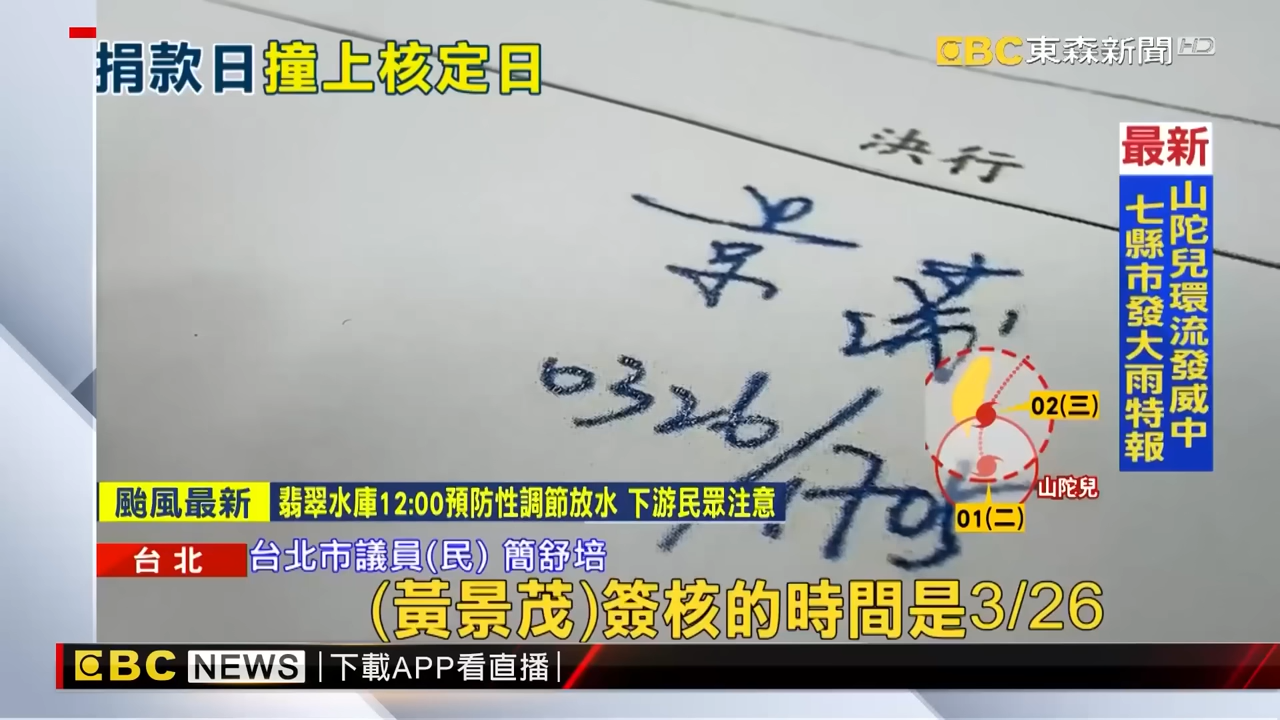 捐款日撞上核定日
EBC東森新聞HD
決行
最新
山陀兒環流發威中
七縣市發大雨特報
景茂
0326/1703
02(三)
山陀兒
01(二)
颱風最新 翡翠水庫12:00預防性調節放水 下游民眾注意
台北 台北市議員(民) 簡舒培
(黃景茂)簽核的時間是3/26
EBC NEWS 下載APP看直播